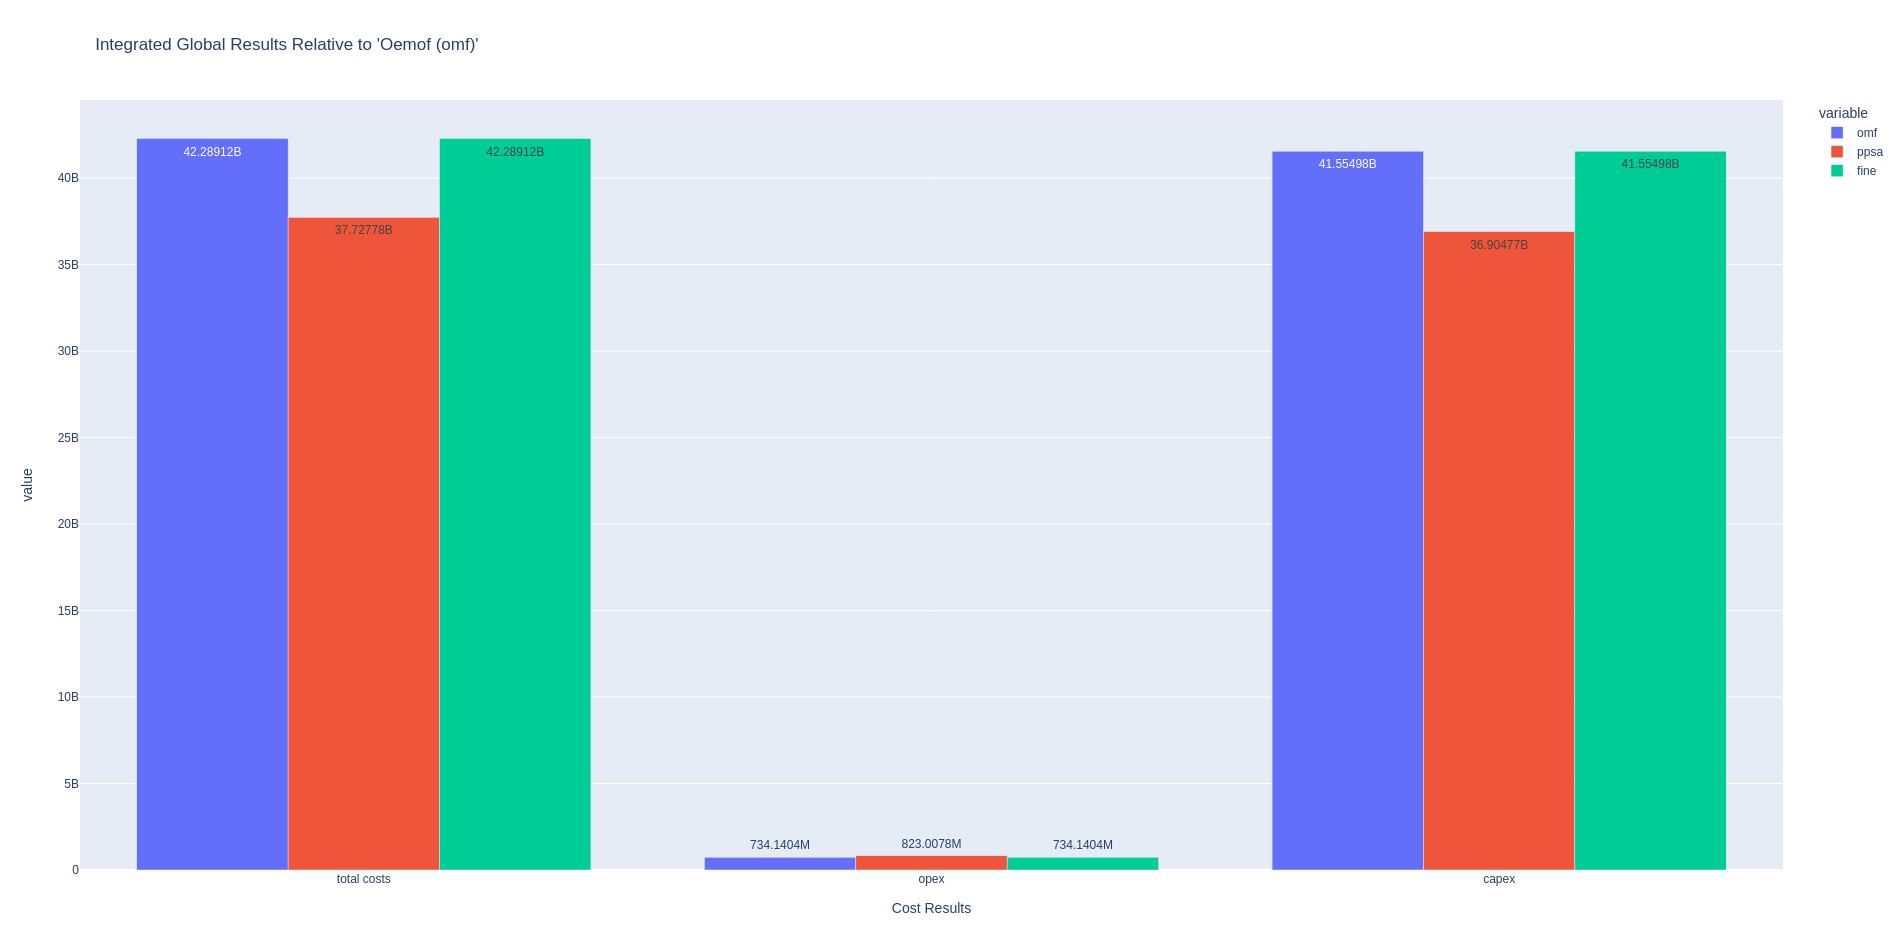 Integrated Global Results Relative to 'Oemof (omf)'
variable
omf
ppsa
fine
value
40B
35B
30B
25B
20B
15B
10B
5B
0
42.28912B
37.72778B
42.28912B
734.1404M
823.0078M
734.1404M
41.55498B
36.90477B
41.55498B
total costs
opex
capex
Cost Results